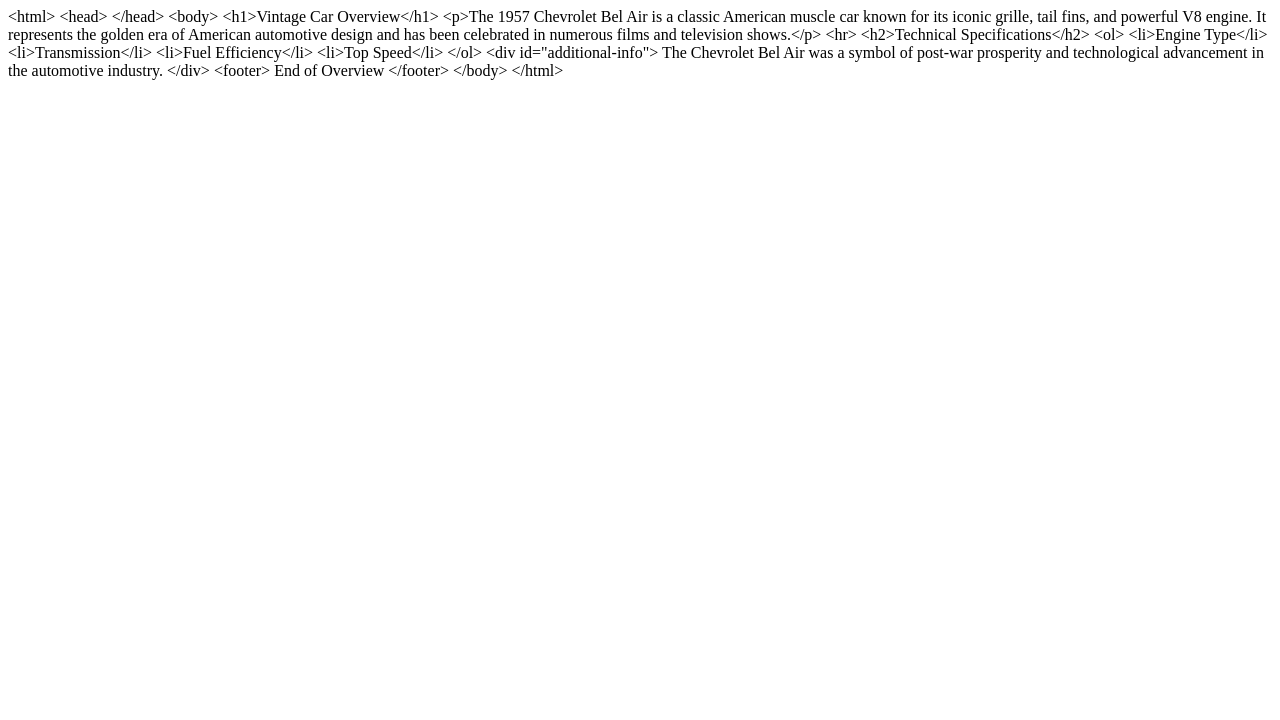 <html> <head> </head> <body> <h1>Vintage Car Overview</h1> <p>The 1957 Chevrolet Bel Air is a classic American muscle car known for its iconic grille, tail fins, and powerful V8 engine. It
represents the golden era of American automotive design and has been celebrated in numerous films and television shows.</p> <hr> <h2>Technical Specifications</h2> <ol> <li>Engine Type</li>
<li>Transmission</li> <li>Fuel Efficiency</li> <li>Top Speed</li> </ol> <div id="additional-info"> The Chevrolet Bel Air was a symbol of post-war prosperity and technological advancement in
the automotive industry. </div> <footer> End of Overview </footer> </body> </html>